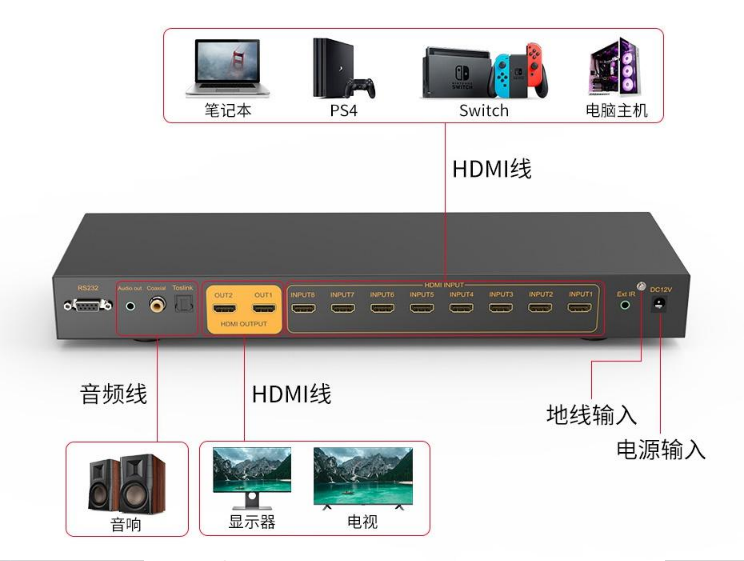 笔记本
PS4
Switch
电脑主机
HDMI线
HDMI INPUT
RS232
Audio out
Coaxial
Toslink
OUT2
OUT1
HDMI OUTPUT
INPUT8
INPUT7
INPUT6
INPUT5
INPUT4
INPUT3
INPUT2
INPUT1
Ext IR
DC12V
音频线
HDMI线
地线输入
电源输入
音响
显示器
电视